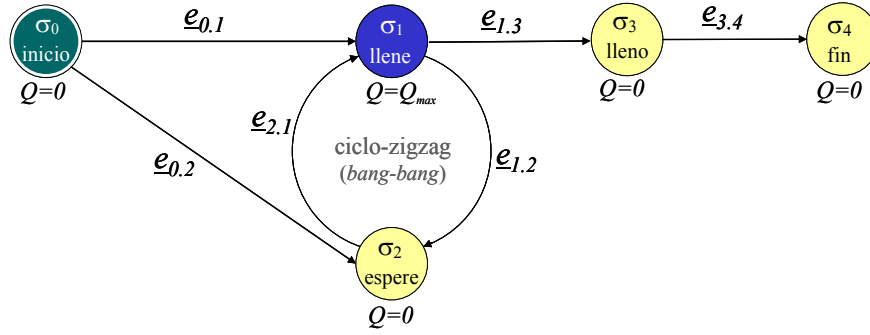 e0.1
e1.3
e3.4
σ0
inicio
σ1
llene
σ3
lleno
σ4
fin
Q=0
Q=Qmax
Q=0
Q=0
e2.1
ciclo-zigzag
(bang-bang)
e1.2
e0.2
σ2
espere
Q=0